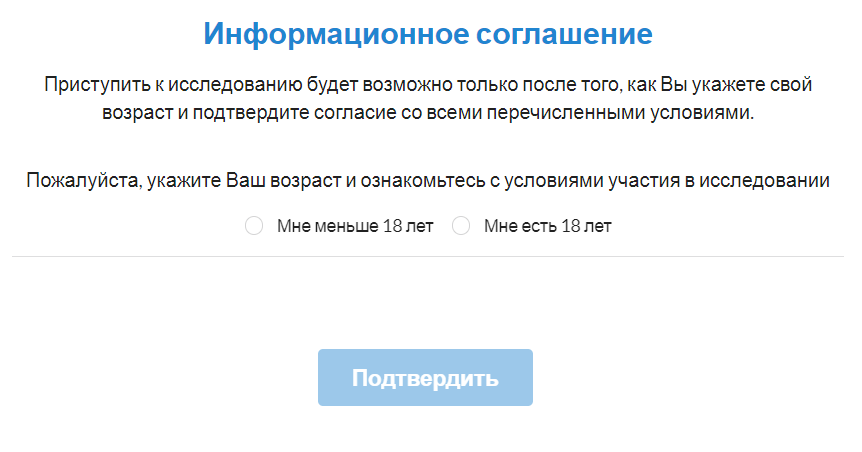 Информационное соглашение
Приступить к исследованию будет возможно только после того, как Вы укажете свой
возраст и подтвердите согласие со всеми перечисленными условиями.
Пожалуйста, укажите Ваш возраст и ознакомьтесь с условиями участия в исследовании
Мне меньше 18 лет Мне есть 18 лет
Подтвердить